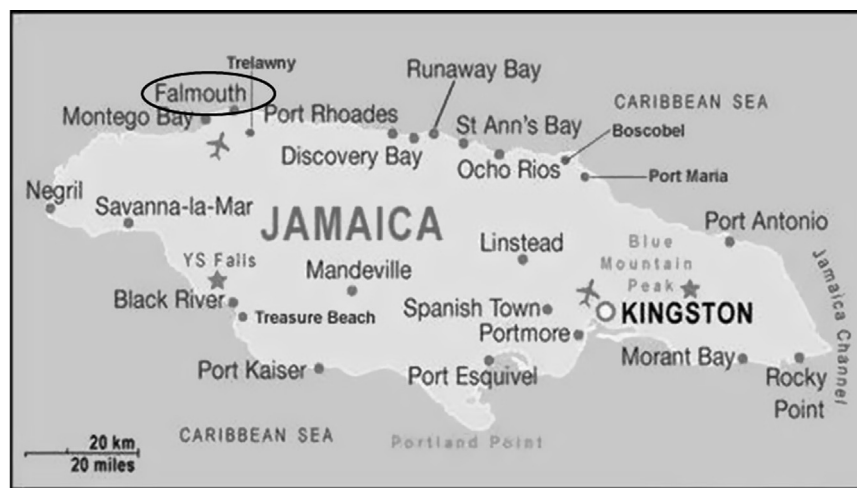 Trelawny
Falmouth
Runaway Bay
CARIBBEAN SEA
Montego Bay
Port Rhoades
St Ann's Bay
Boscobel
Discovery Bay
Ocho Rios
Port Maria
Negril
Savanna-la-Mar
JAMAICA
Port Antonio
Linstead
Blue
Mountain
Peak
Jamaica Channel
YS Falls
Mandeville
Black River
Treasure Beach
Spanish Town
KINGSTON
Portmore
Port Kaiser
Port Esquivel
Morant Bay
Rocky
Point
CARIBBEAN SEA
Portland Point
20 km
20 miles